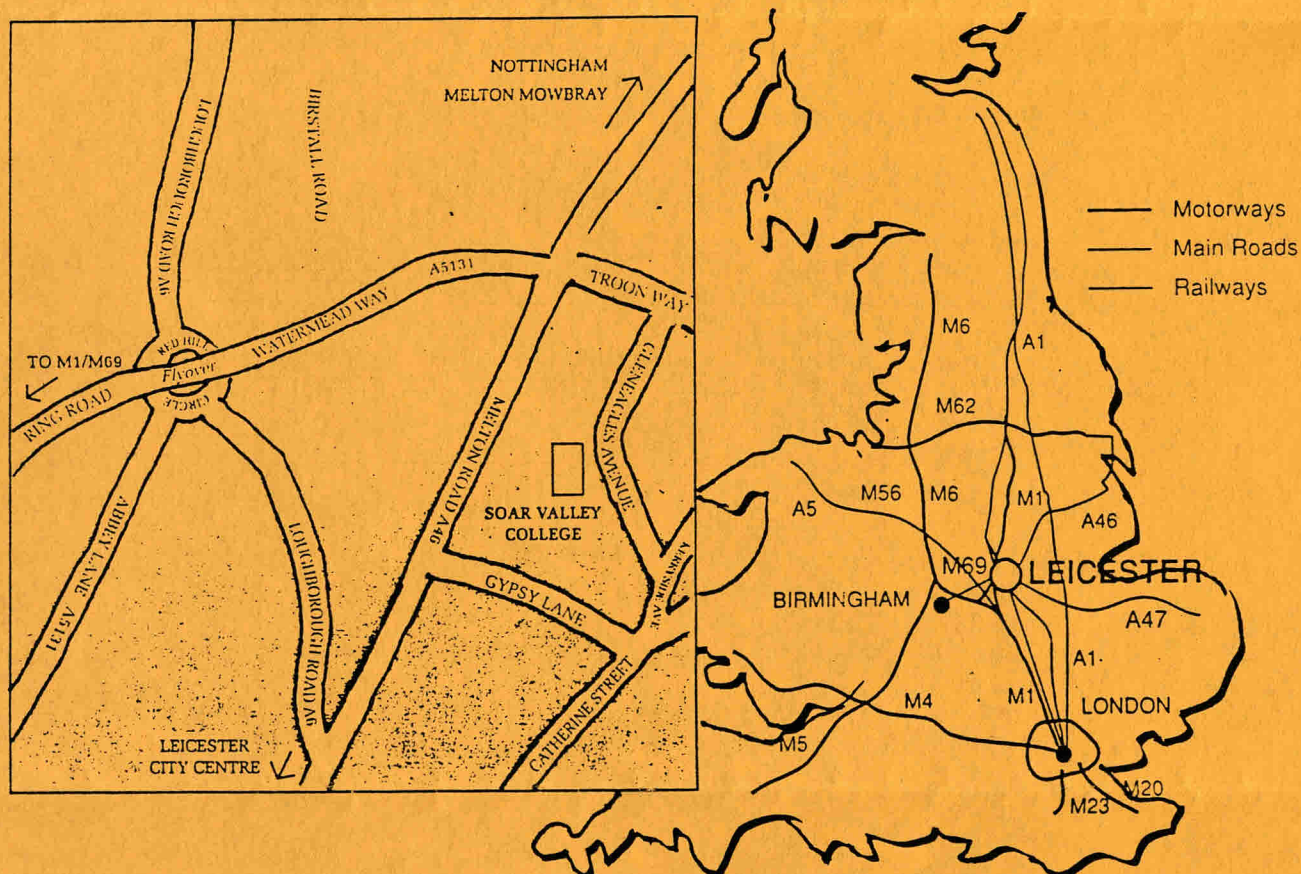 NOTTINGHAM
MELTON MOWBRAY
LOUGHBOROUGH ROAD A6
BIRSTALL ROAD
A5131
WATERMEAD WAY
TROON WAY
RED HILL
CIRCLE
Flyover
TO M1/M69
RING ROAD
GLENEAGLES AVENUE
MELTON ROAD A46
SOAR VALLEY
COLLEGE
ABBEY LANE A5131
LOUGHBOROUGH ROAD A6
GYPSY LANE
KERRYSIDE AVE
CATHERINE STREET
LEICESTER
CITY CENTRE
Motorways
Main Roads
Railways
M6
A1
M62
A5
M56
M6
M1
A46
M69
LEICESTER
BIRMINGHAM
A47
A1
M4
M1
LONDON
M5
M20
M23